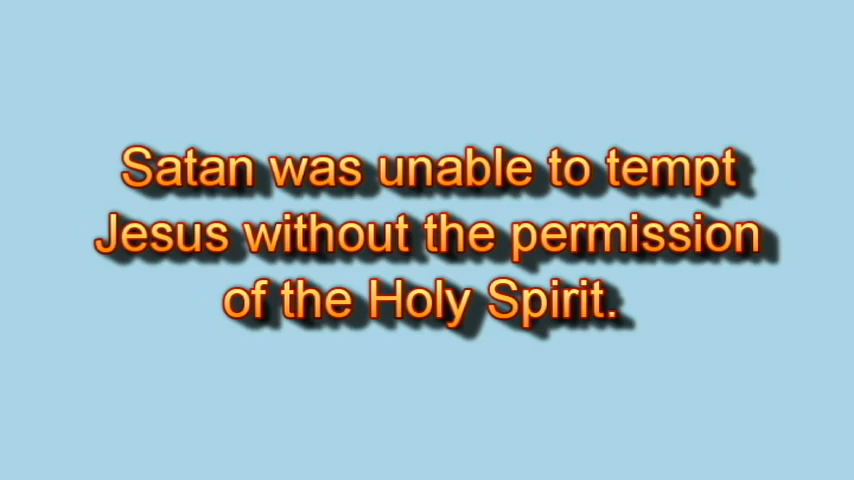 Satan was unable to tempt
Jesus without the permission
of the Holy Spirit.